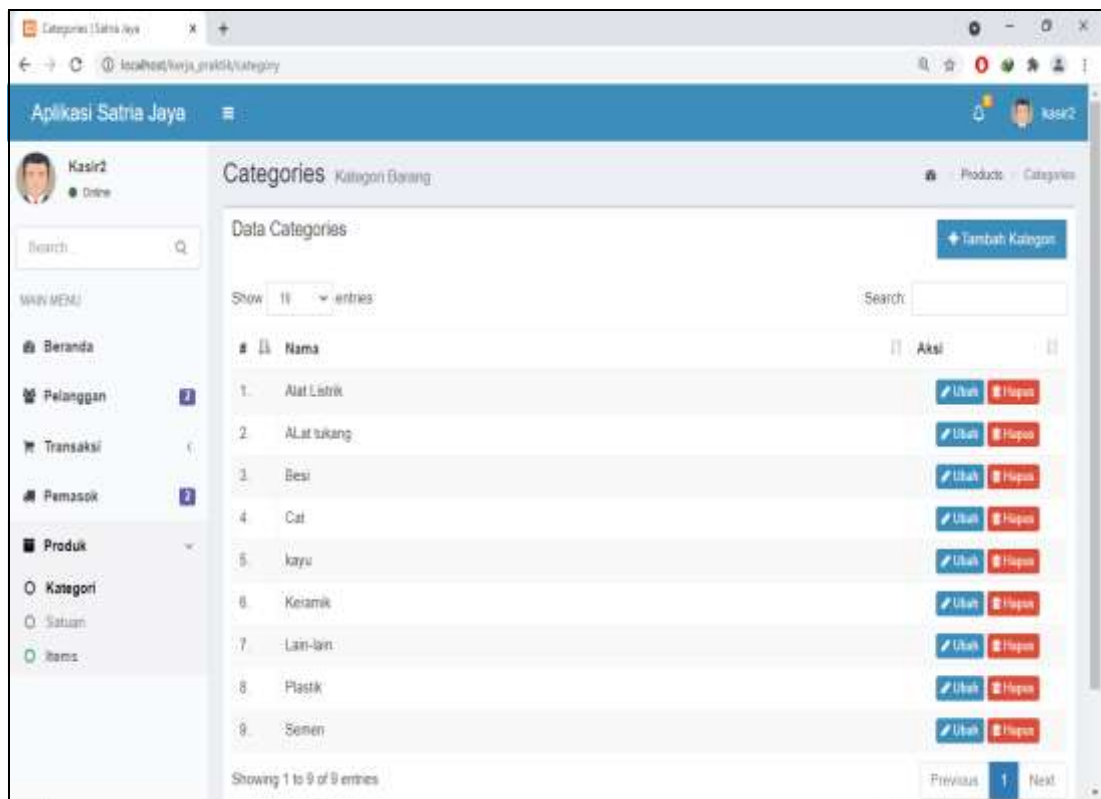 Categories | Satria Jaya
localhost/kerja_praktik/category
Aplikasi Satria Jaya
kasir2
Kasir2
Online
Categories Kategori Barang
Products Categories
Search...
Data Categories
Tambah Kategori
MAIN MENU
Show 10 entries
Search:
Beranda
# Nama Aksi
Pelanggan 2
1. Alat Listrik Ubah Hapus
2. ALat tukang Ubah Hapus
Transaksi
3. Besi Ubah Hapus
Pemasok 2
4. Cat Ubah Hapus
Produk
5. kayu Ubah Hapus
Kategori
6. Keramik Ubah Hapus
Satuan
7. Lain-lain Ubah Hapus
Items
8. Plastik Ubah Hapus
9. Semen Ubah Hapus
Showing 1 to 9 of 9 entries
Previous 1 Next